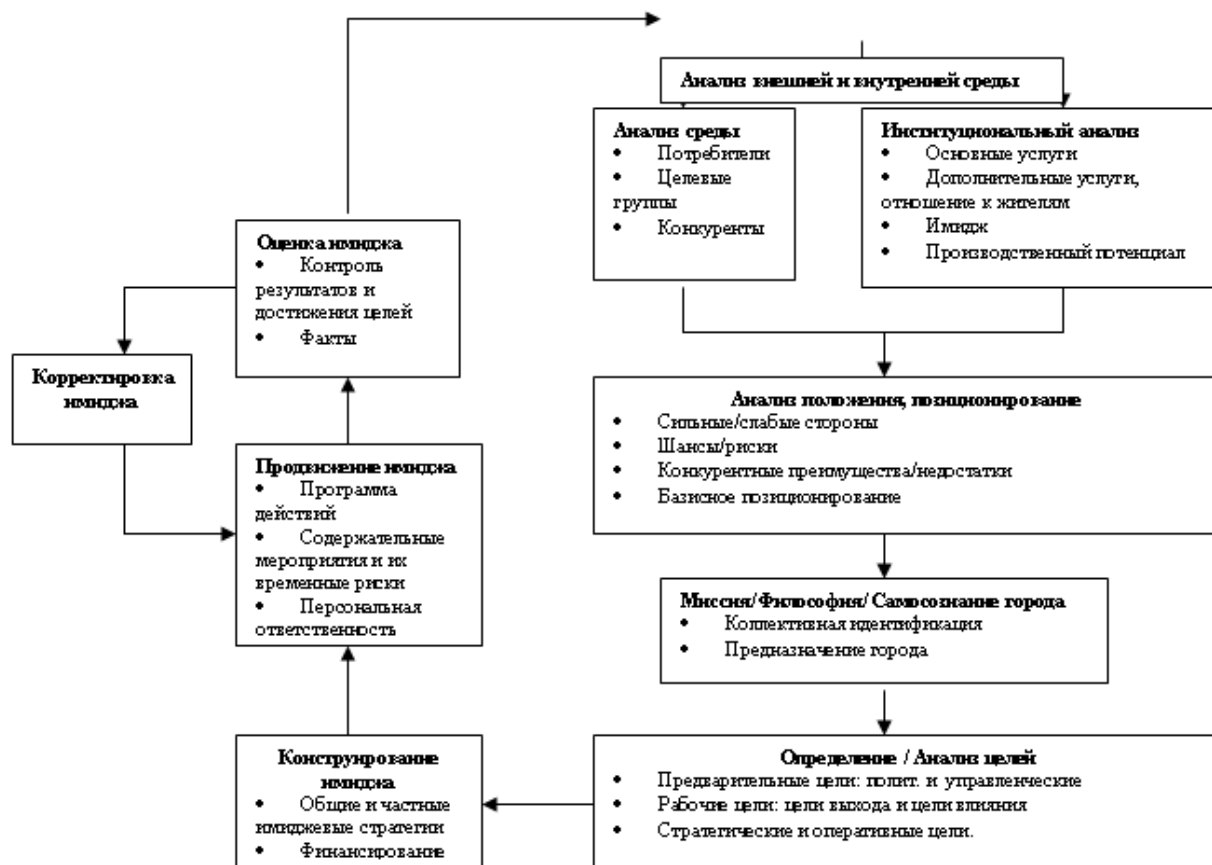 Анализ внешней и внутренней среды
Анализ среды
• Потребители
• Целевые
группы
• Конкуренты
Институциональный анализ
• Основные услуги
• Дополнительные услуги,
отношение к жителям
• Имидж
• Производственный потенциал
Анализ положения, позиционирование
• Сильные/слабые стороны
• Шансы/риски
• Конкурентные преимущества/недостатки
• Базисное позиционирование
Миссия/ Философия/ Самосознание города
• Коллективная идентификация
• Предназначение города
Определение / Анализ целей
• Предварительные цели: полит. и управленческие
• Рабочие цели: цели выхода и цели влияния
• Стратегические и оперативные цели.
Конструирование
имиджа
• Общие и частные
имиджевые стратегии
• Финансирование
Продвижение имиджа
• Программа
действий
• Содержательные
мероприятия и их
временные риски
• Персональная
ответственность
Оценка имиджа
• Контроль
результатов и
достижения целей
• Факты
Корректировка
имиджа